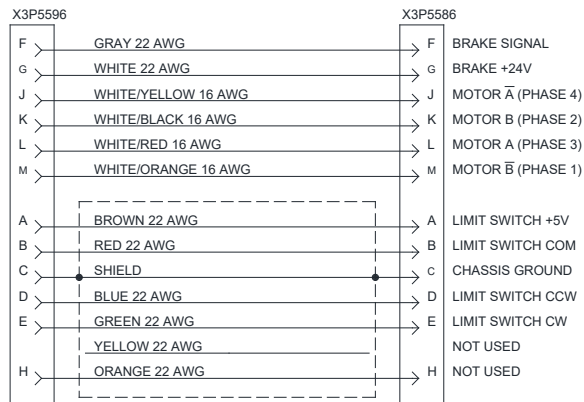 X3P5596 X3P5586
F GRAY 22 AWG F BRAKE SIGNAL
G WHITE 22 AWG G BRAKE +24V
J WHITE/YELLOW 16 AWG J MOTOR A̅ (PHASE 4)
K WHITE/BLACK 16 AWG K MOTOR B (PHASE 2)
L WHITE/RED 16 AWG L MOTOR A (PHASE 3)
M WHITE/ORANGE 16 AWG M MOTOR B̅ (PHASE 1)
A BROWN 22 AWG A LIMIT SWITCH +5V
B RED 22 AWG B LIMIT SWITCH COM
C SHIELD C CHASSIS GROUND
D BLUE 22 AWG D LIMIT SWITCH CCW
E GREEN 22 AWG E LIMIT SWITCH CW
YELLOW 22 AWG NOT USED
H ORANGE 22 AWG H NOT USED